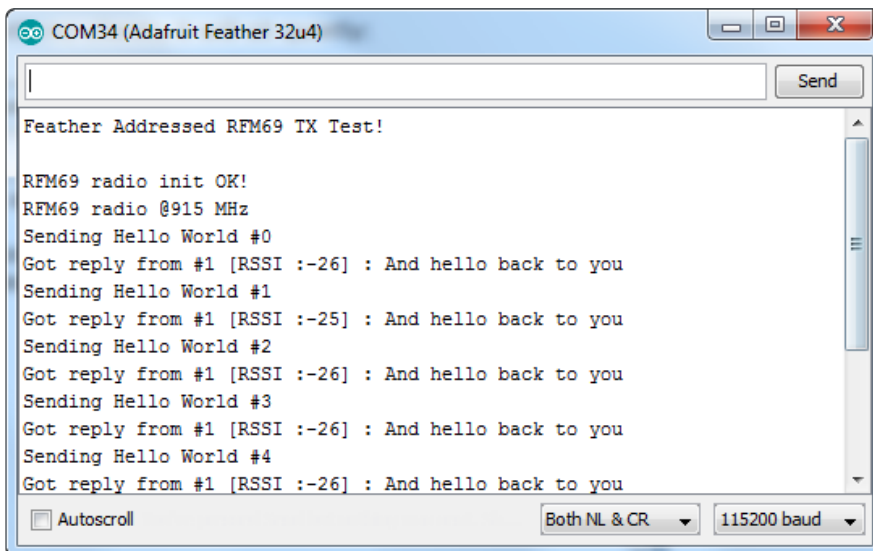 COM34 (Adafruit Feather 32u4)
Send
Feather Addressed RFM69 TX Test!
RFM69 radio init OK!
RFM69 radio @915 MHz
Sending Hello World #0
Got reply from #1 [RSSI :-26] : And hello back to you
Sending Hello World #1
Got reply from #1 [RSSI :-25] : And hello back to you
Sending Hello World #2
Got reply from #1 [RSSI :-26] : And hello back to you
Sending Hello World #3
Got reply from #1 [RSSI :-26] : And hello back to you
Sending Hello World #4
Got reply from #1 [RSSI :-26] : And hello back to you
Autoscroll Both NL & CR 115200 baud